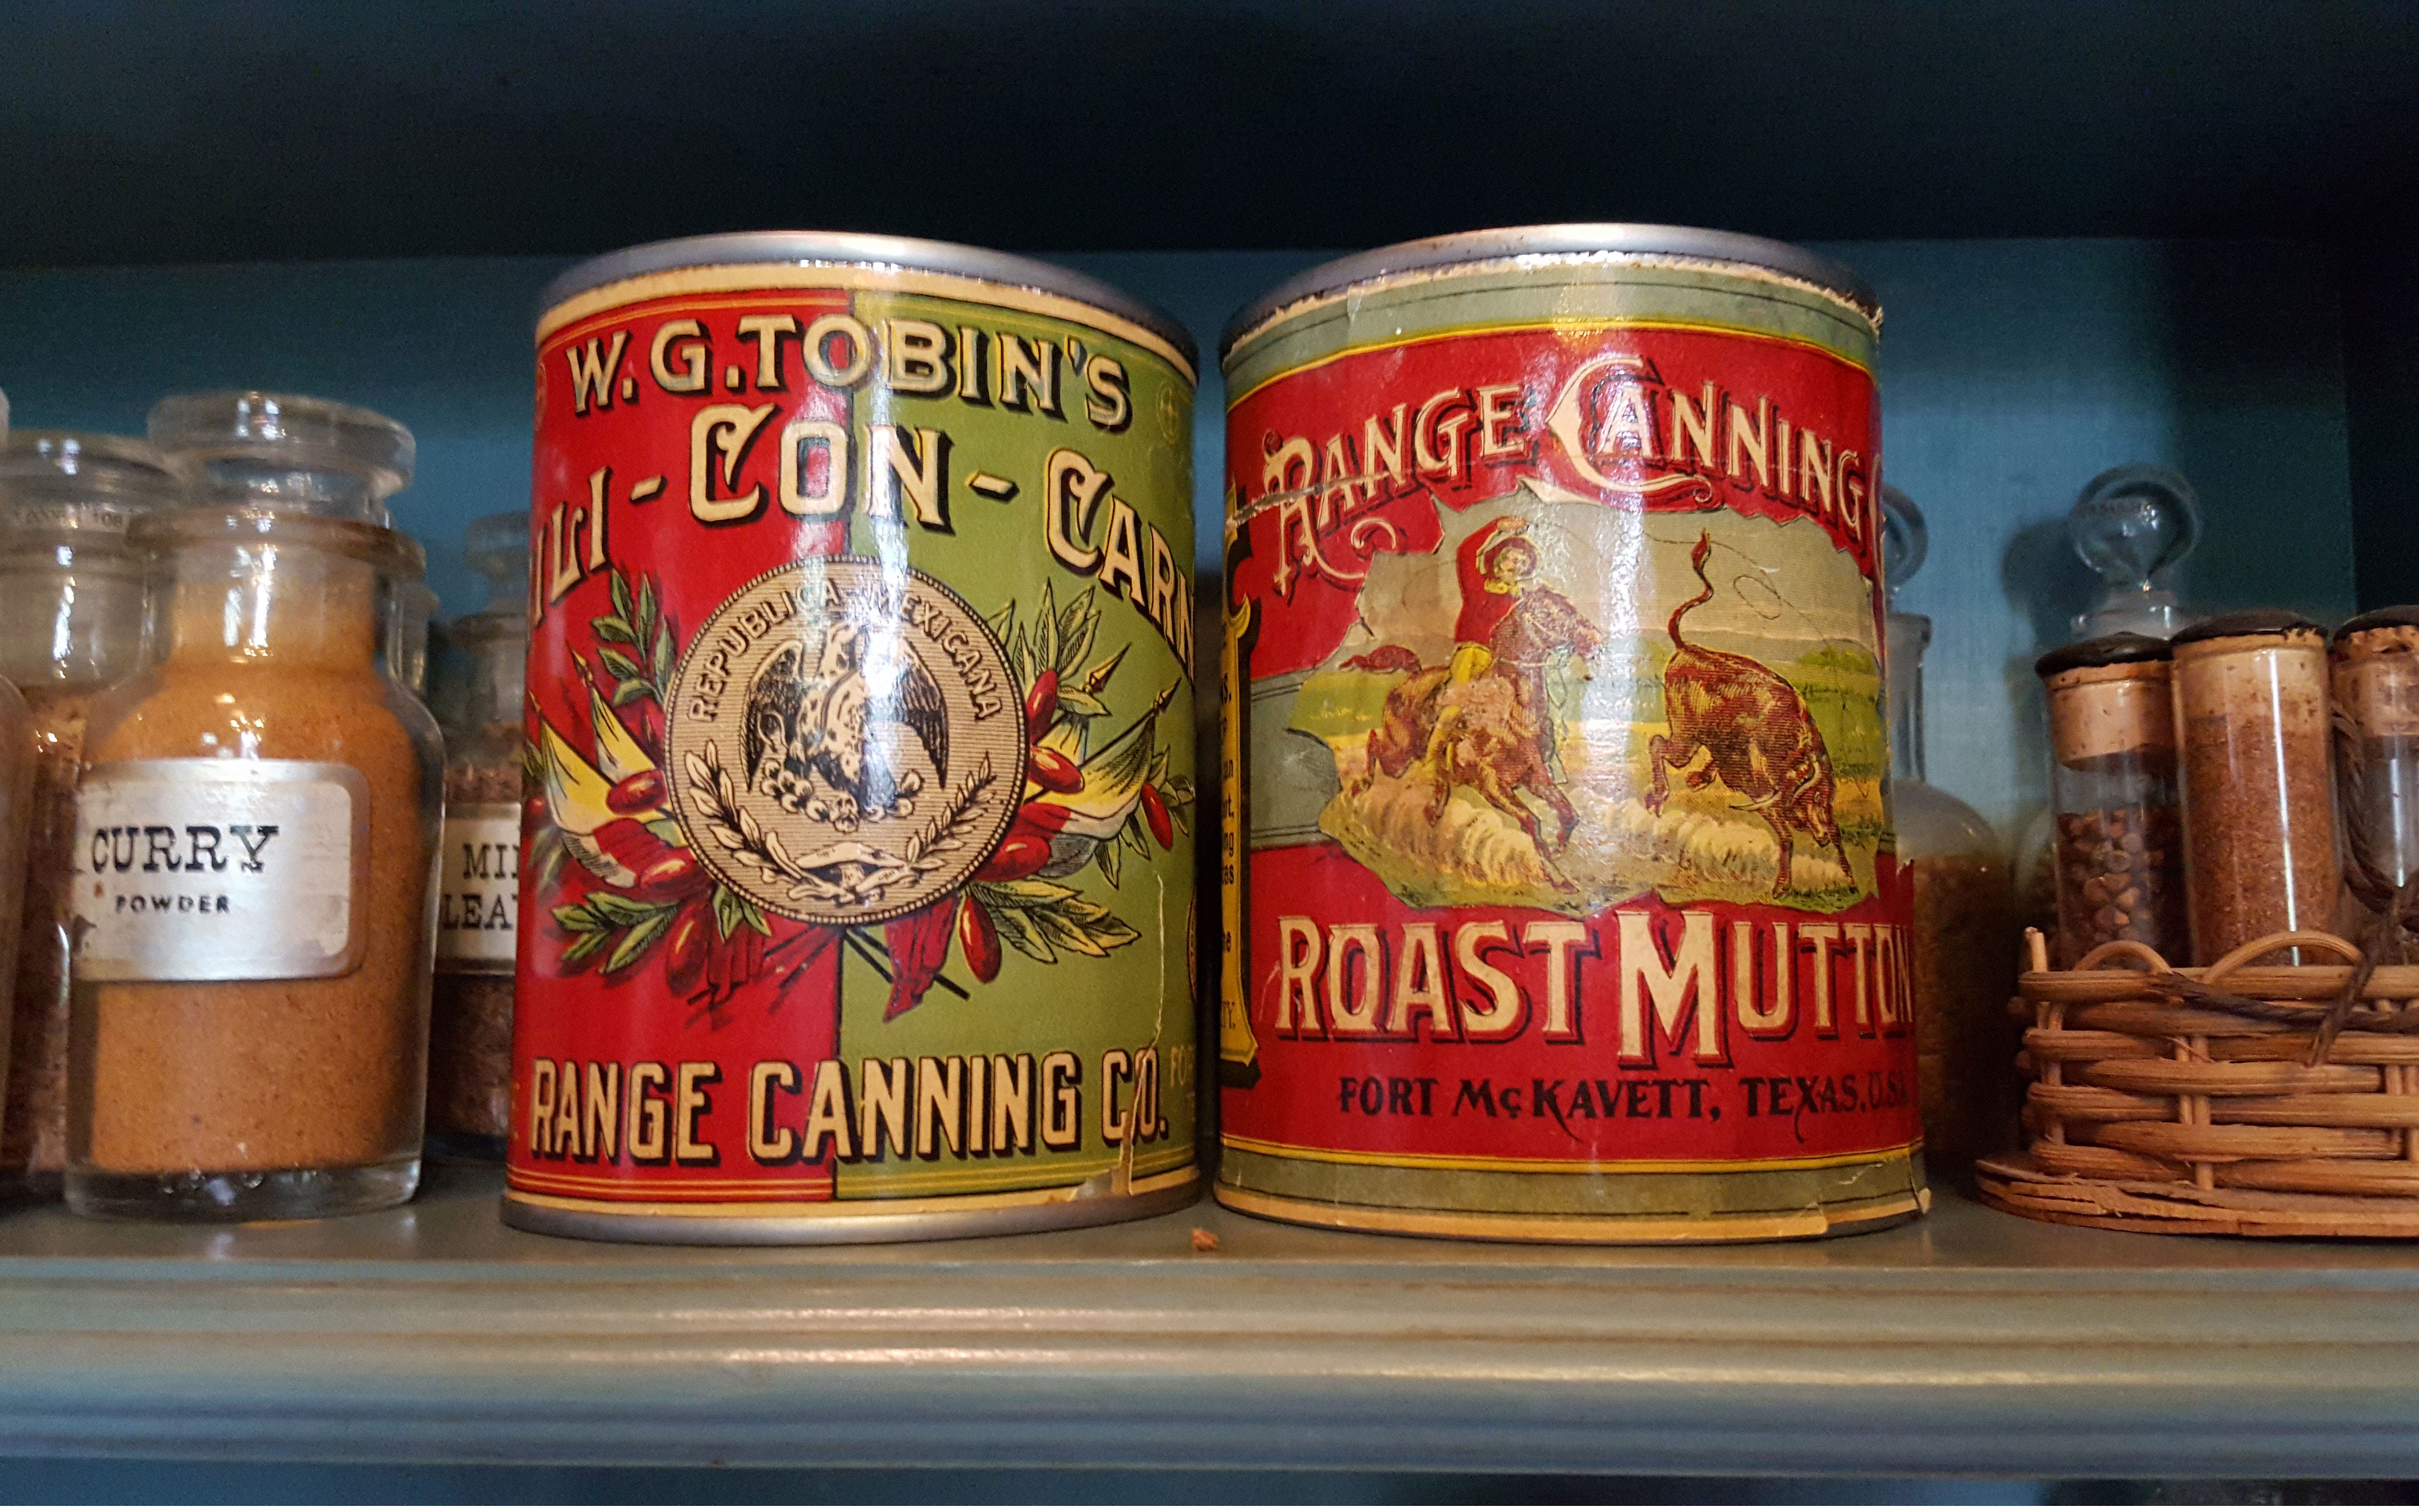 CURRY
POWDER
W. G. TOBIN'S
ILI - CON - CARN
REPUBLICA MEXICANA
RANGE CANNING CO.
RANGE CANNING
ROAST MUTTON
FORT McKAVETT, TEXAS, U.S.A